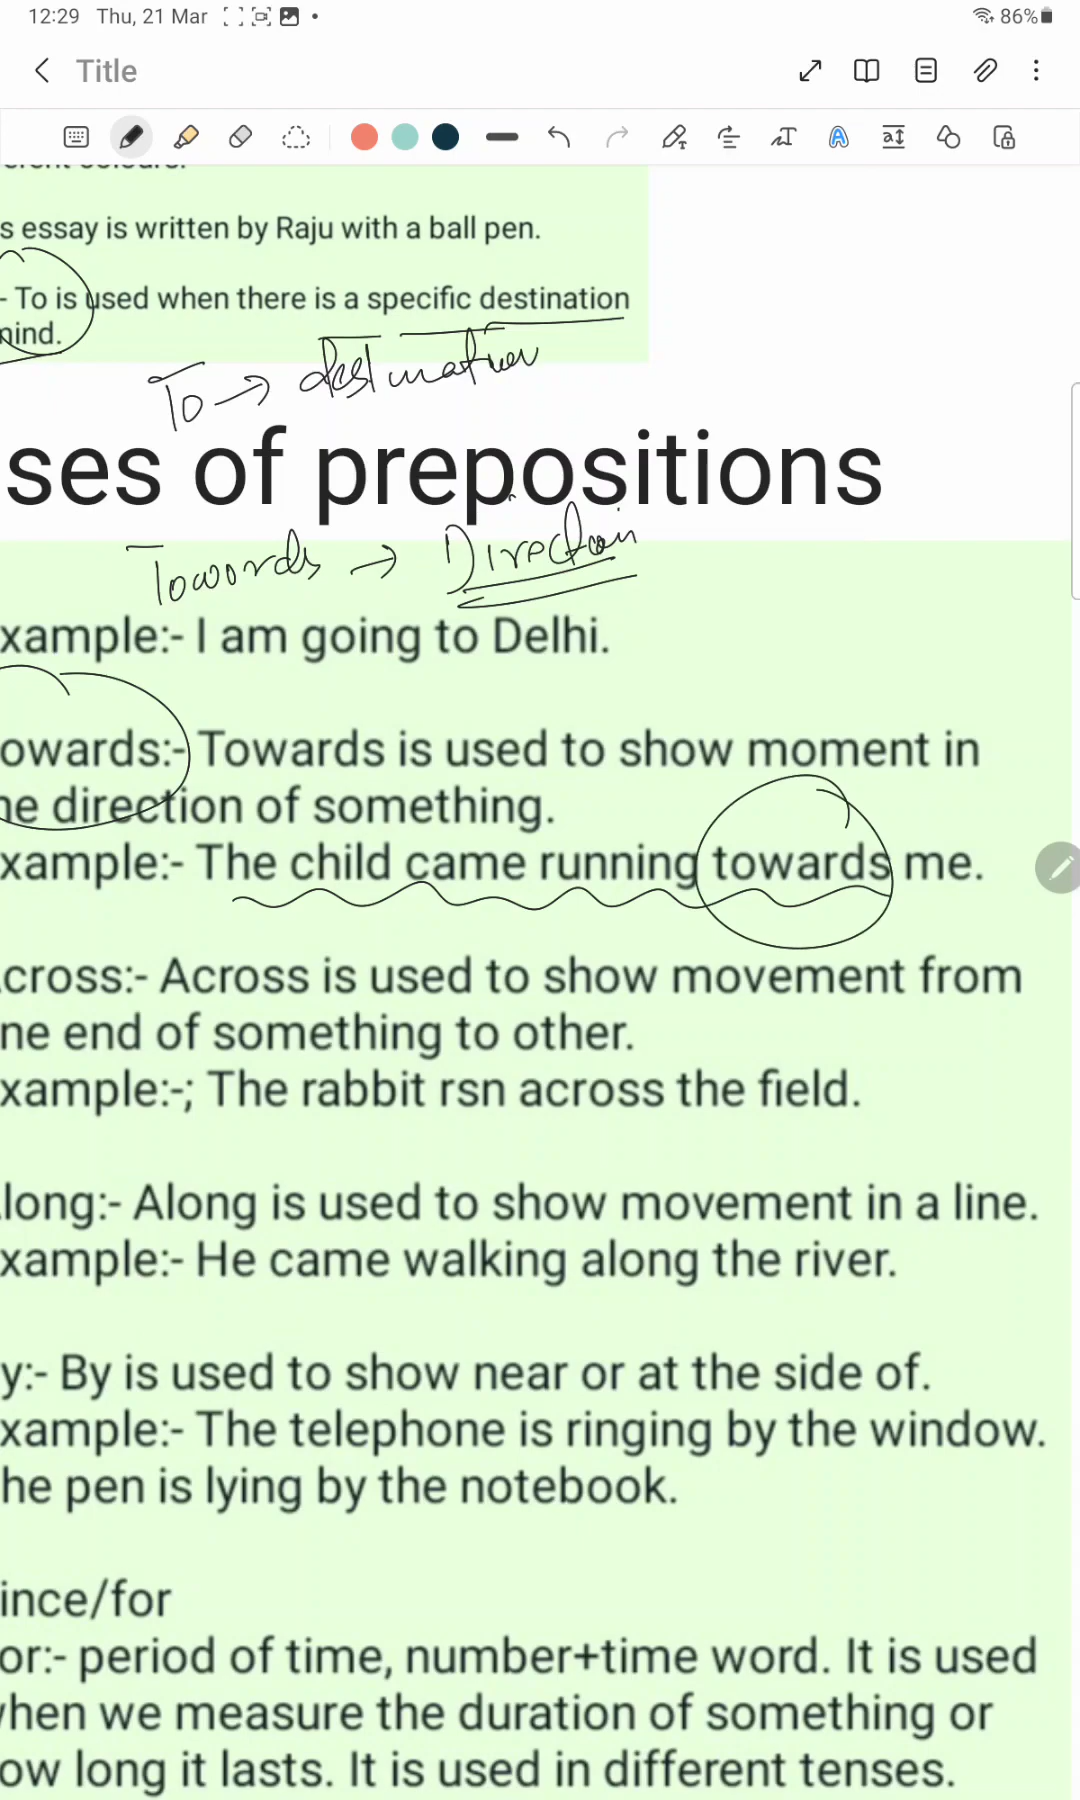 12:29 Thu, 21 Mar 86%
Title
s essay is written by Raju with a ball pen.
- To is used when there is a specific destination
mind.
To → destination
ses of prepositions
Towords → Direction
xample:- I am going to Delhi.
owards:- Towards is used to show moment in
he direction of something.
xample:- The child came running towards me.
cross:- Across is used to show movement from
ne end of something to other.
xample:-; The rabbit rsn across the field.
long:- Along is used to show movement in a line.
xample:- He came walking along the river.
y:- By is used to show near or at the side of.
xample:- The telephone is ringing by the window.
he pen is lying by the notebook.
ince/for
or:- period of time, number+time word. It is used
when we measure the duration of something or
ow long it lasts. It is used in different tenses.